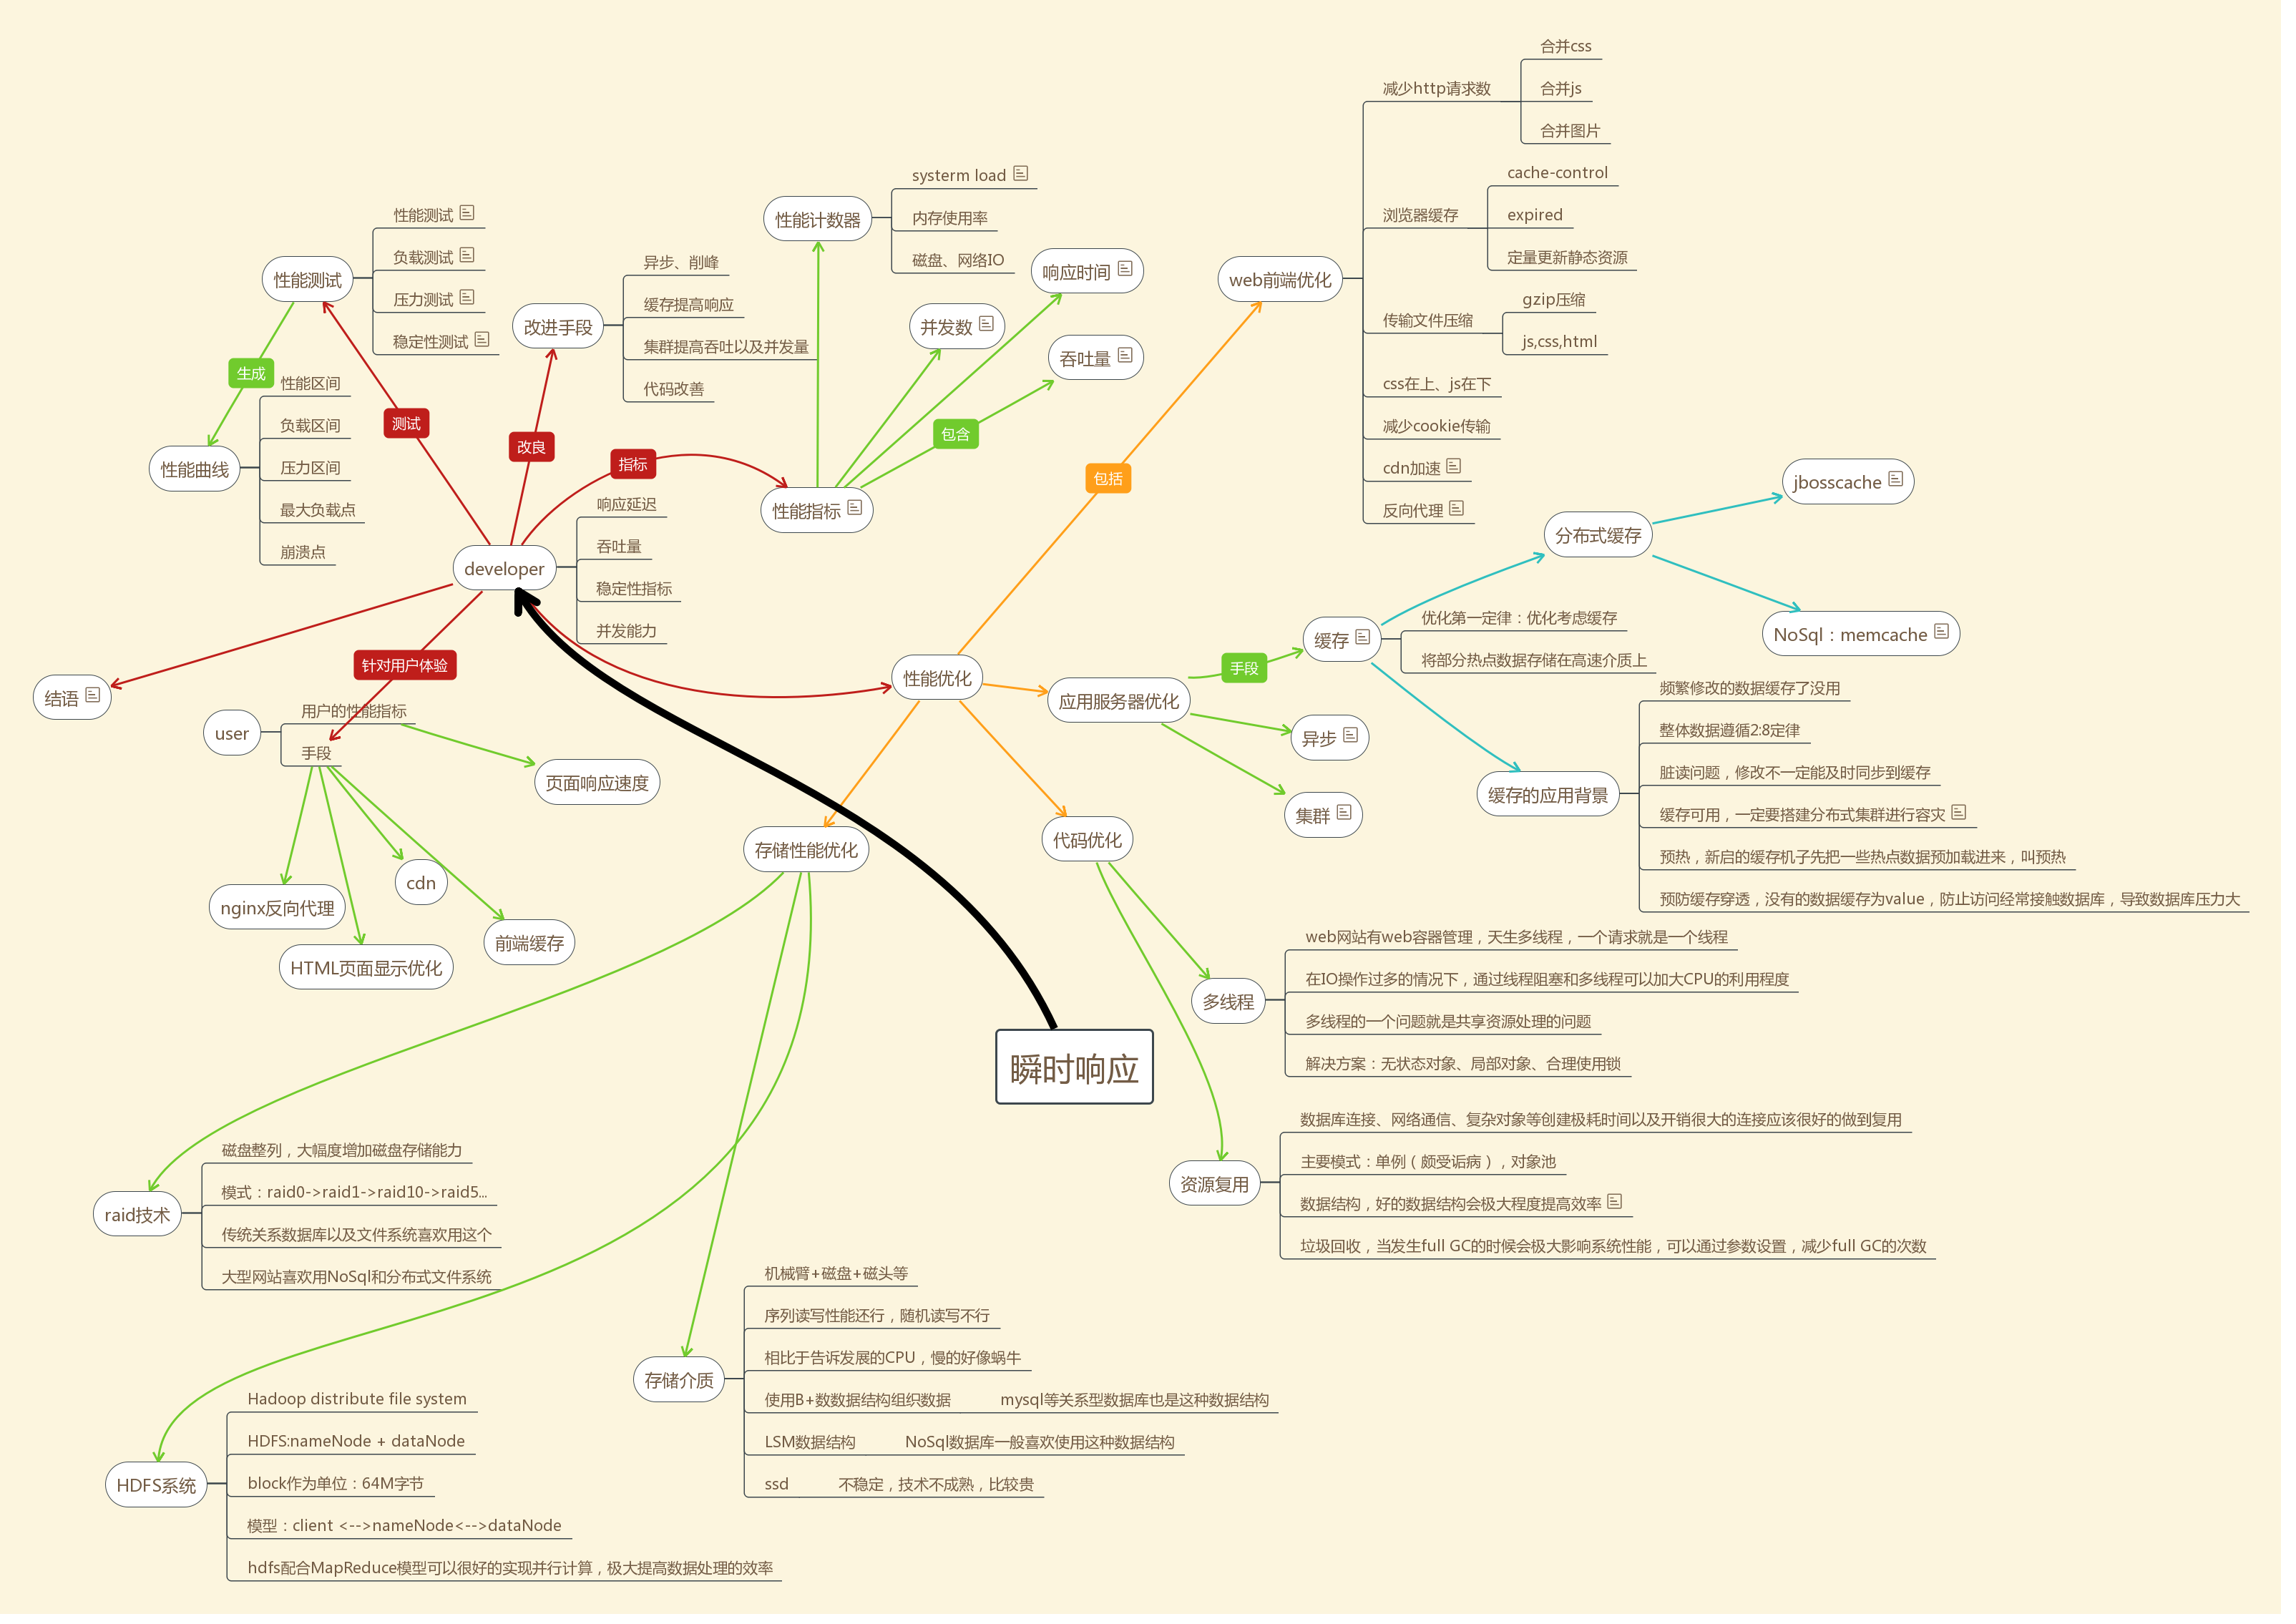 合并css
减少http请求数
合并js
合并图片
cache-control
浏览器缓存
expired
定量更新静态资源
web前端优化
gzip压缩
传输文件压缩
js,css,html
css在上、js在下
减少cookie传输
cdn加速
反向代理
包括
systerm load
性能计数器
内存使用率
磁盘、网络IO
响应时间
并发数
吞吐量
包含
性能指标
指标
性能测试
性能测试
负载测试
压力测试
稳定性测试
生成
性能区间
负载区间
性能曲线
压力区间
最大负载点
崩溃点
测试
改进手段
异步、削峰
缓存提高响应
集群提高吞吐以及并发量
代码改善
改良
developer
响应延迟
吞吐量
稳定性指标
并发能力
结语
针对用户体验
user
用户的性能指标
手段
页面响应速度
cdn
nginx反向代理
前端缓存
HTML页面显示优化
性能优化
应用服务器优化
手段
缓存
优化第一定律：优化考虑缓存
将部分热点数据存储在高速介质上
分布式缓存
jbosscache
NoSql：memcache
异步
集群
缓存的应用背景
频繁修改的数据缓存了没用
整体数据遵循2:8定律
脏读问题，修改不一定能及时同步到缓存
缓存可用，一定要搭建分布式集群进行容灾
预热，新启的缓存机子先把一些热点数据预加载进来，叫预热
预防缓存穿透，没有的数据缓存为value，防止访问经常接触数据库，导致数据库压力大
存储性能优化
代码优化
多线程
web网站有web容器管理，天生多线程，一个请求就是一个线程
在IO操作过多的情况下，通过线程阻塞和多线程可以加大CPU的利用程度
多线程的一个问题就是共享资源处理的问题
解决方案：无状态对象、局部对象、合理使用锁
瞬时响应
资源复用
数据库连接、网络通信、复杂对象等创建极耗时间以及开销很大的连接应该很好的做到复用
主要模式：单例（颇受诟病），对象池
数据结构，好的数据结构会极大程度提高效率
垃圾回收，当发生full GC的时候会极大影响系统性能，可以通过参数设置，减少full GC的次数
raid技术
磁盘整列，大幅度增加磁盘存储能力
模式：raid0->raid1->raid10->raid5...
传统关系数据库以及文件系统喜欢用这个
大型网站喜欢用NoSql和分布式文件系统
存储介质
机械臂+磁盘+磁头等
序列读写性能还行，随机读写不行
相比于告诉发展的CPU，慢的好像蜗牛
使用B+数数据结构组织数据 mysql等关系型数据库也是这种数据结构
LSM数据结构 NoSql数据库一般喜欢使用这种数据结构
ssd 不稳定，技术不成熟，比较贵
HDFS系统
Hadoop distribute file system
HDFS:nameNode + dataNode
block作为单位：64M字节
模型：client <-->nameNode<-->dataNode
hdfs配合MapReduce模型可以很好的实现并行计算，极大提高数据处理的效率